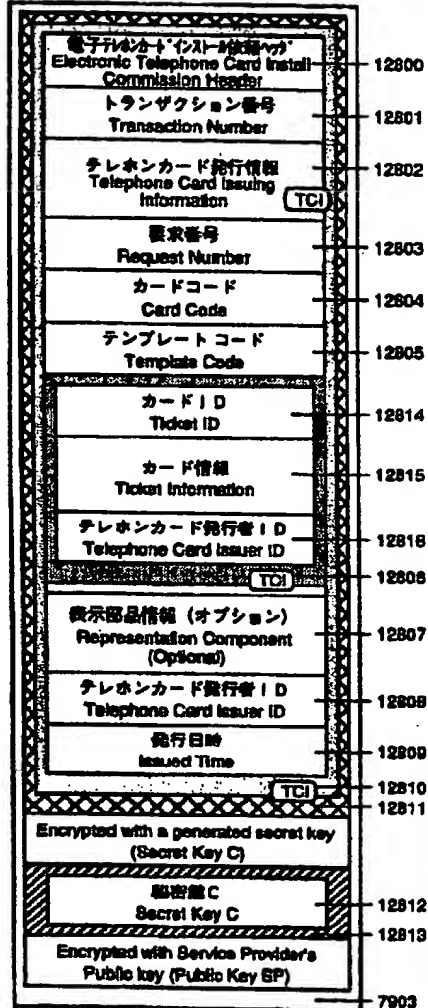 電子テレホンカードインストール依頼ヘッダ
Electronic Telephone Card Install
Commission Header
12800
トランザクション番号
Transaction Number
12801
テレホンカード発行情報
Telephone Card Issuing
Information
TCI
12802
要求番号
Request Number
12803
カードコード
Card Code
12804
テンプレートコード
Template Code
12805
カードID
Ticket ID
12814
カード情報
Ticket Information
12815
テレホンカード発行者ID
Telephone Card Issuer ID
12816
TCI
12806
表示部品情報(オプション)
Representation Component
(Optional)
12807
テレホンカード発行者ID
Telephone Card Issuer ID
12808
発行日時
Issued Time
12809
TCI
12810
12811
Encrypted with a generated secret key
(Secret Key C)
秘密鍵C
Secret Key C
12812
12813
Encrypted with Service Provider's
Public key (Public Key SP)
7903